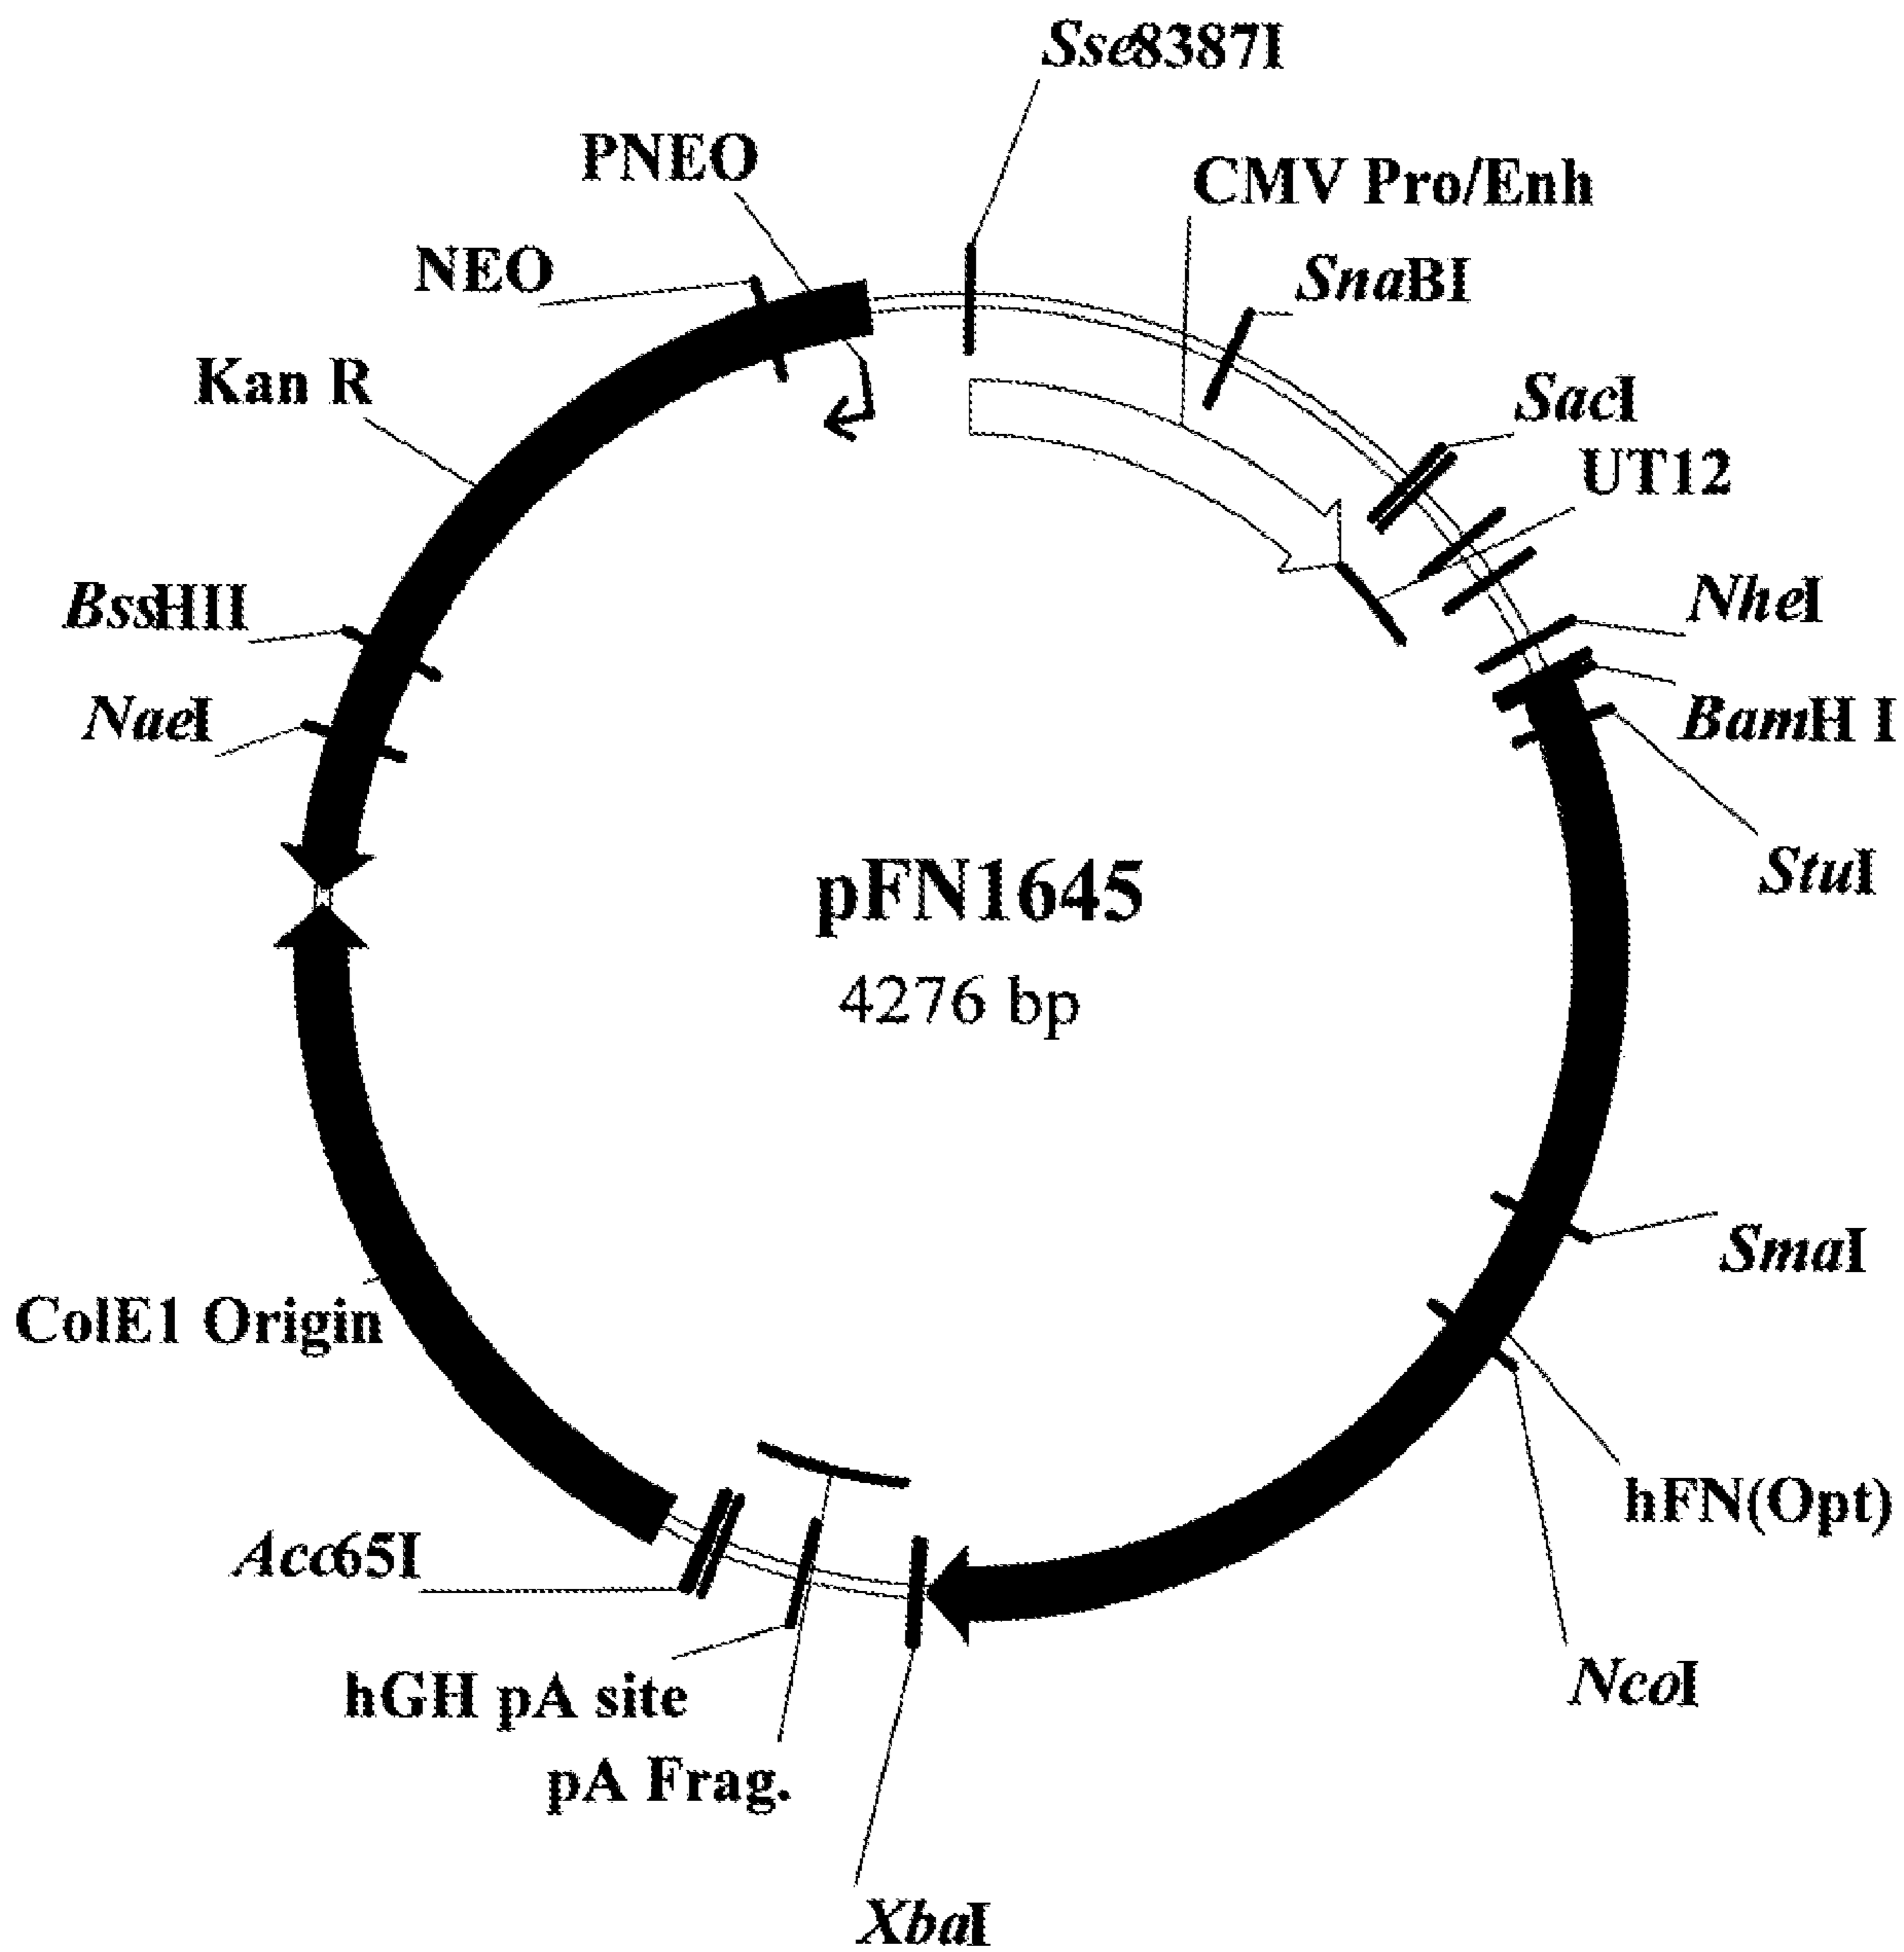 Sse8387I
PNEO
CMV Pro/Enh
NEO
SnaBI
Kan R
SacI
UT12
BssHII
NheI
NaeI
BamH I
StuI
pFN1645
4276 bp
SmaI
ColE1 Origin
hFN(Opt)
Acc65I
NcoI
hGH pA site
pA Frag.
XbaI